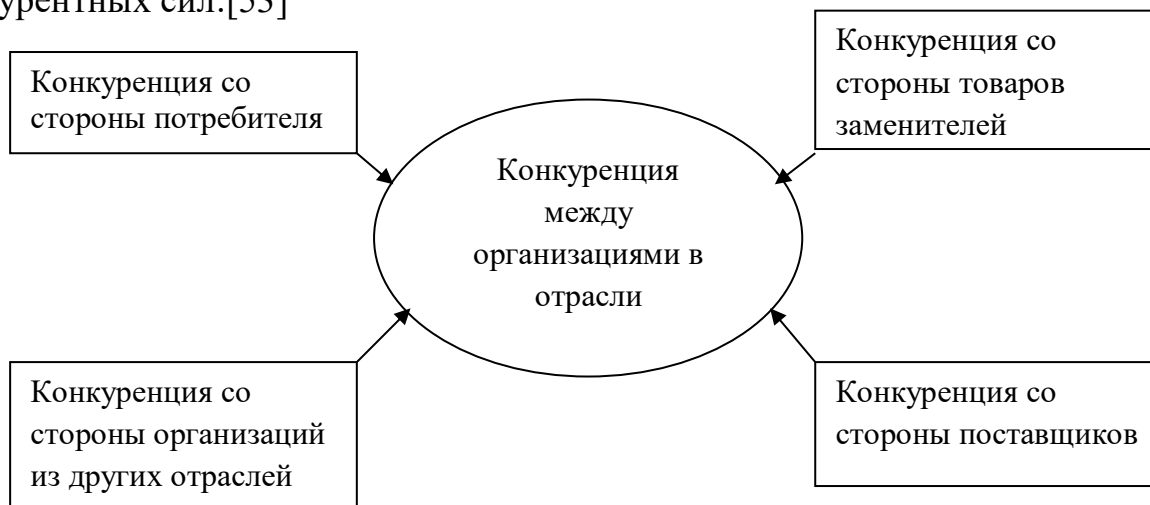 урентных сил.[53]
Конкуренция со
стороны потребителя
Конкуренция со
стороны товаров
заменителей
Конкуренция
между
организациями в
отрасли
Конкуренция со
стороны организаций
из других отраслей
Конкуренция со
стороны поставщиков